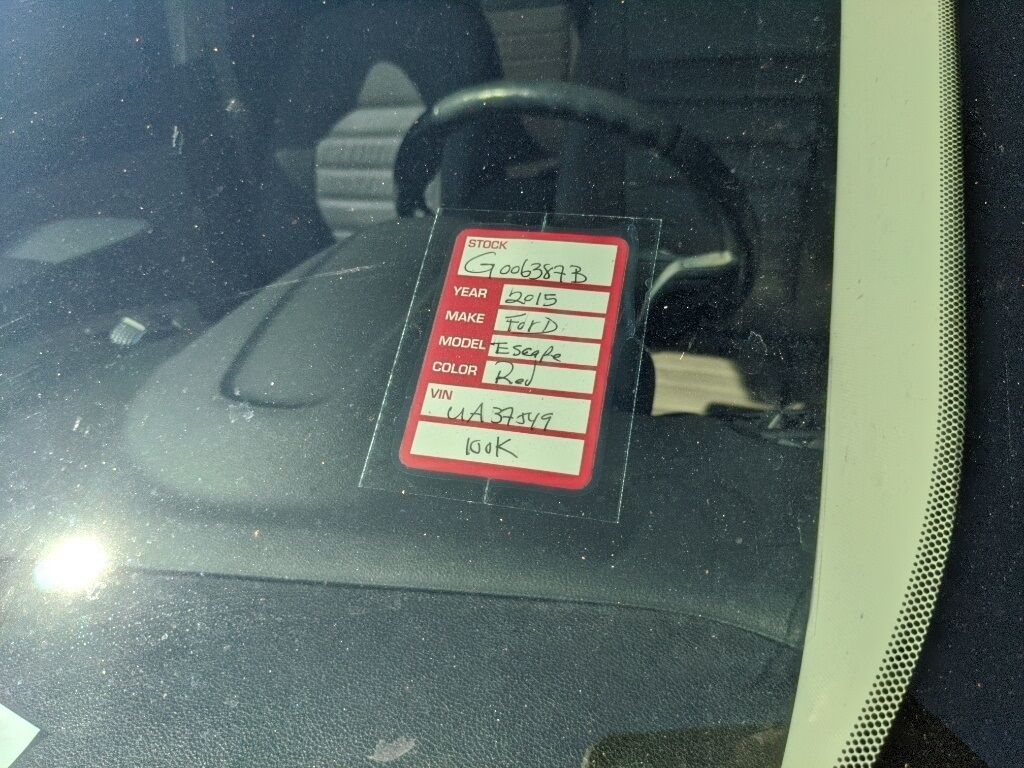 STOCK
G006387B
YEAR 2015
MAKE ForD
MODEL Escape
COLOR Red
VIN
UA37549
100K